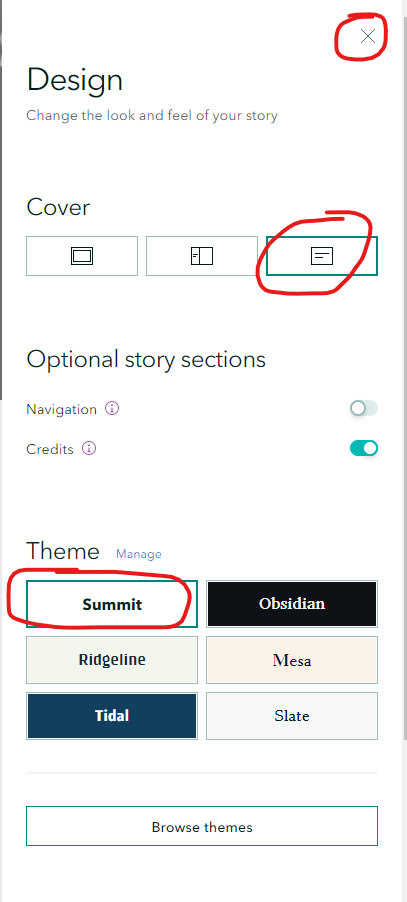 Design
Change the look and feel of your story
Cover
Optional story sections
Navigation
Credits
Theme Manage
Summit Obsidian
Ridgeline Mesa
Tidal Slate
Browse themes